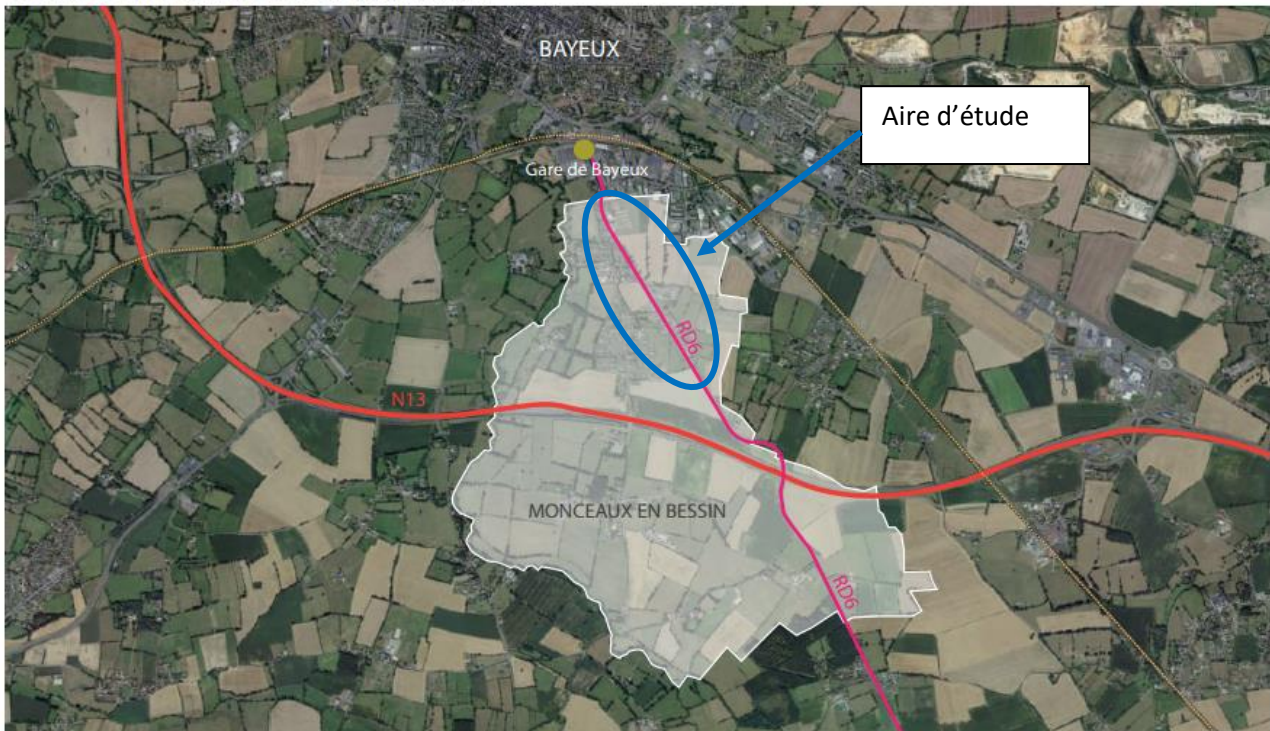 BAYEUX
Aire d'étude
Gare de Bayeux
RD6
N13
MONCEAUX EN BESSIN
RD6